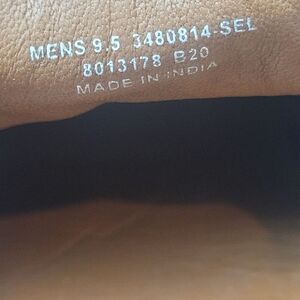 MENS 9.5 3480814-SEL
8013178 B20
MADE IN INDIA